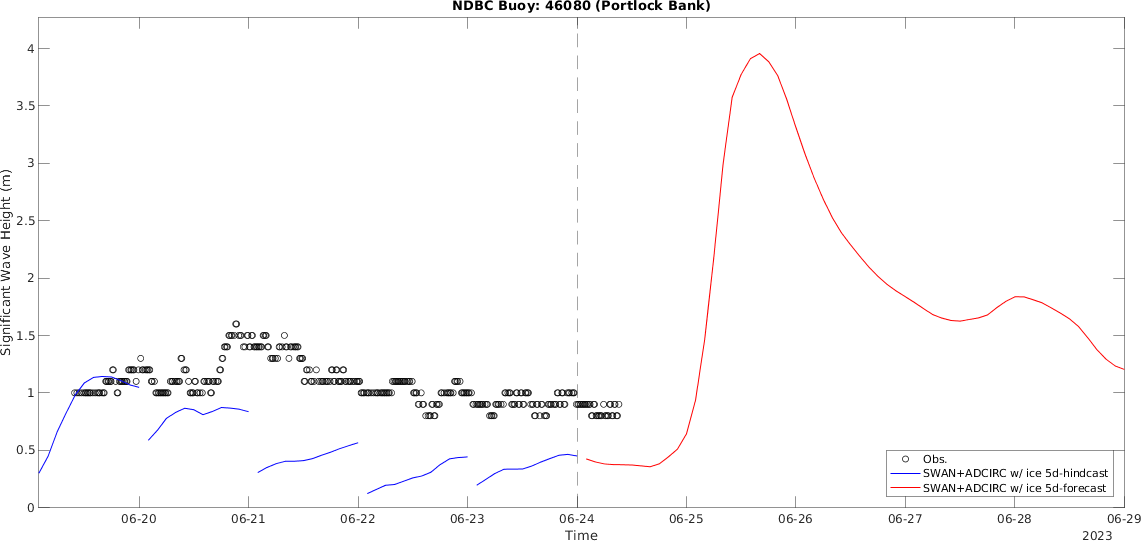 NDBC Buoy: 46080 (Portlock Bank)
4
3.5
3
2.5
2
1.5
1
0.5
0
Significant Wave Height (m)
Obs.
SWAN+ADCIRC w/ ice 5d-hindcast
SWAN+ADCIRC w/ ice 5d-forecast
06-20 06-21 06-22 06-23 06-24 06-25 06-26 06-27 06-28 06-29
Time
2023